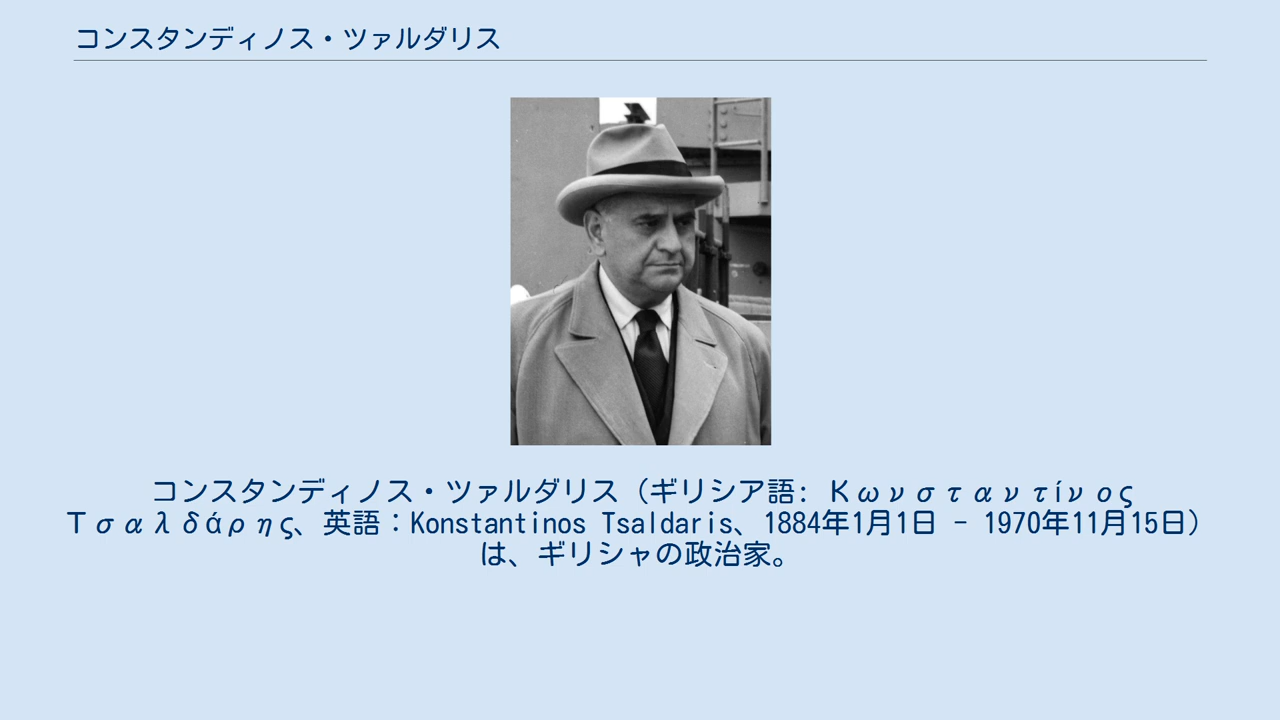 コンスタンディノス・ツァルダリス
コンスタンディノス・ツァルダリス（ギリシア語: Κωνσταντίνος
Τσαλδάρης、英語：Konstantinos Tsaldaris、1884年1月1日 - 1970年11月15日）
は、ギリシャの政治家。